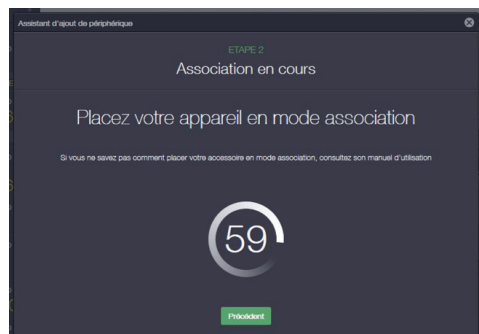 Assistant d'ajout de périphérique
ETAPE 2
Association en cours
Placez votre appareil en mode association
Si vous ne savez pas comment placer votre accessoire en mode association, consultez son manuel d'utilisation
59
Précédent